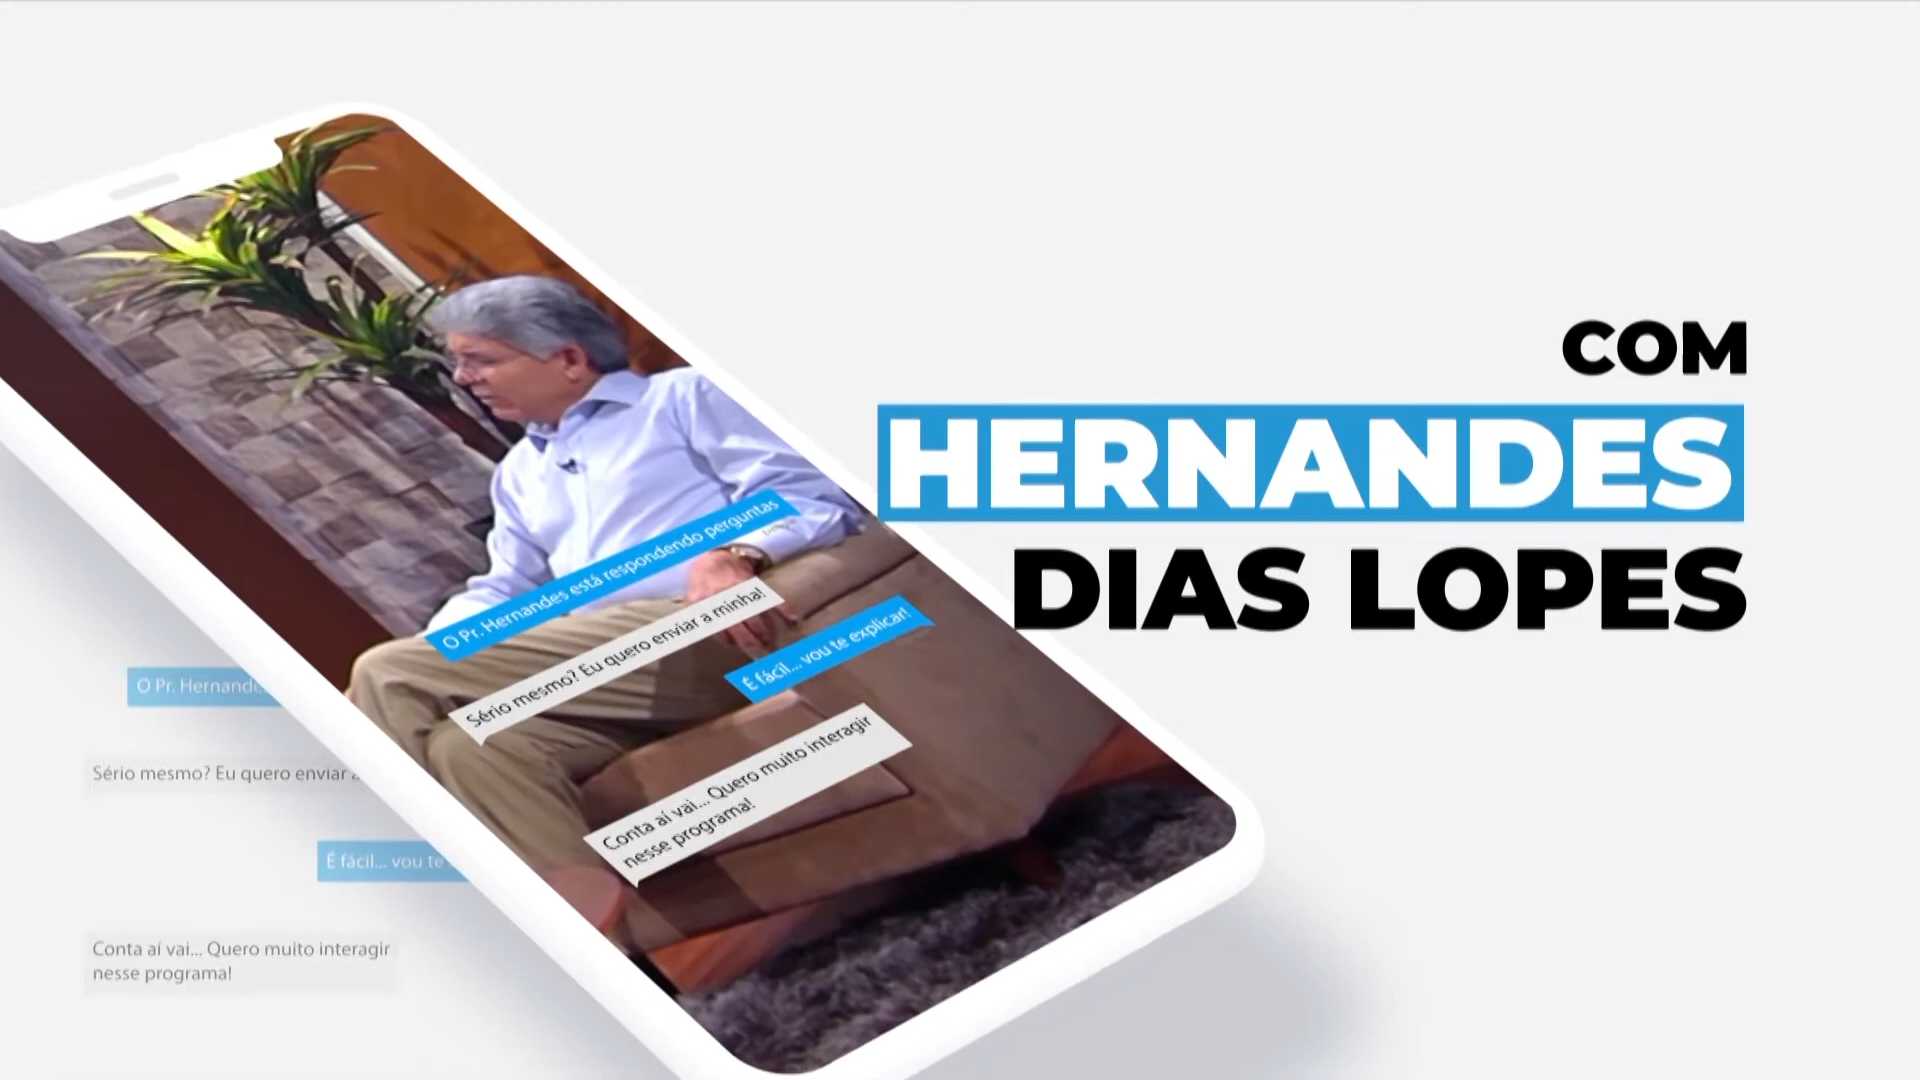 COM
HERNANDES
DIAS LOPES
O Pr. Hernandes está respondendo perguntas
Sério mesmo? Eu quero enviar a minha!
É fácil... vou te explicar!
Conta aí vai... Quero muito interagir
nesse programa!
O Pr. Hernande
Sério mesmo? Eu quero enviar
É fácil... vou te
Conta aí vai... Quero muito interagir
nesse programa!